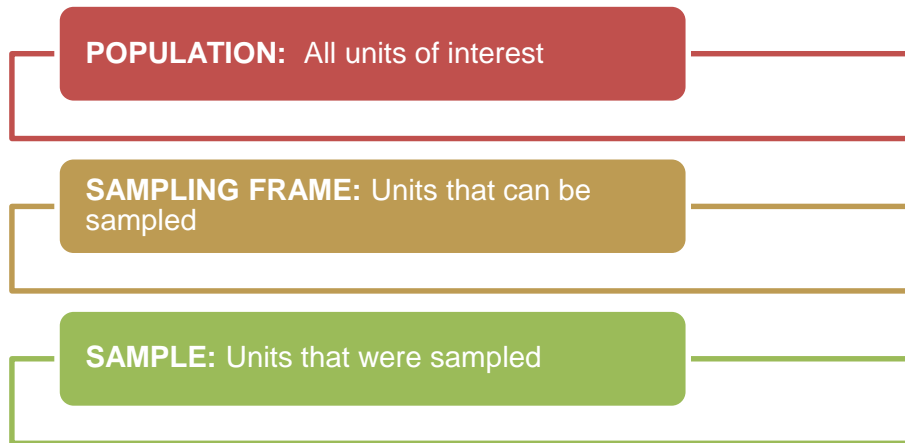 POPULATION:  All units of interest
SAMPLING FRAME: Units that can be
sampled
SAMPLE: Units that were sampled